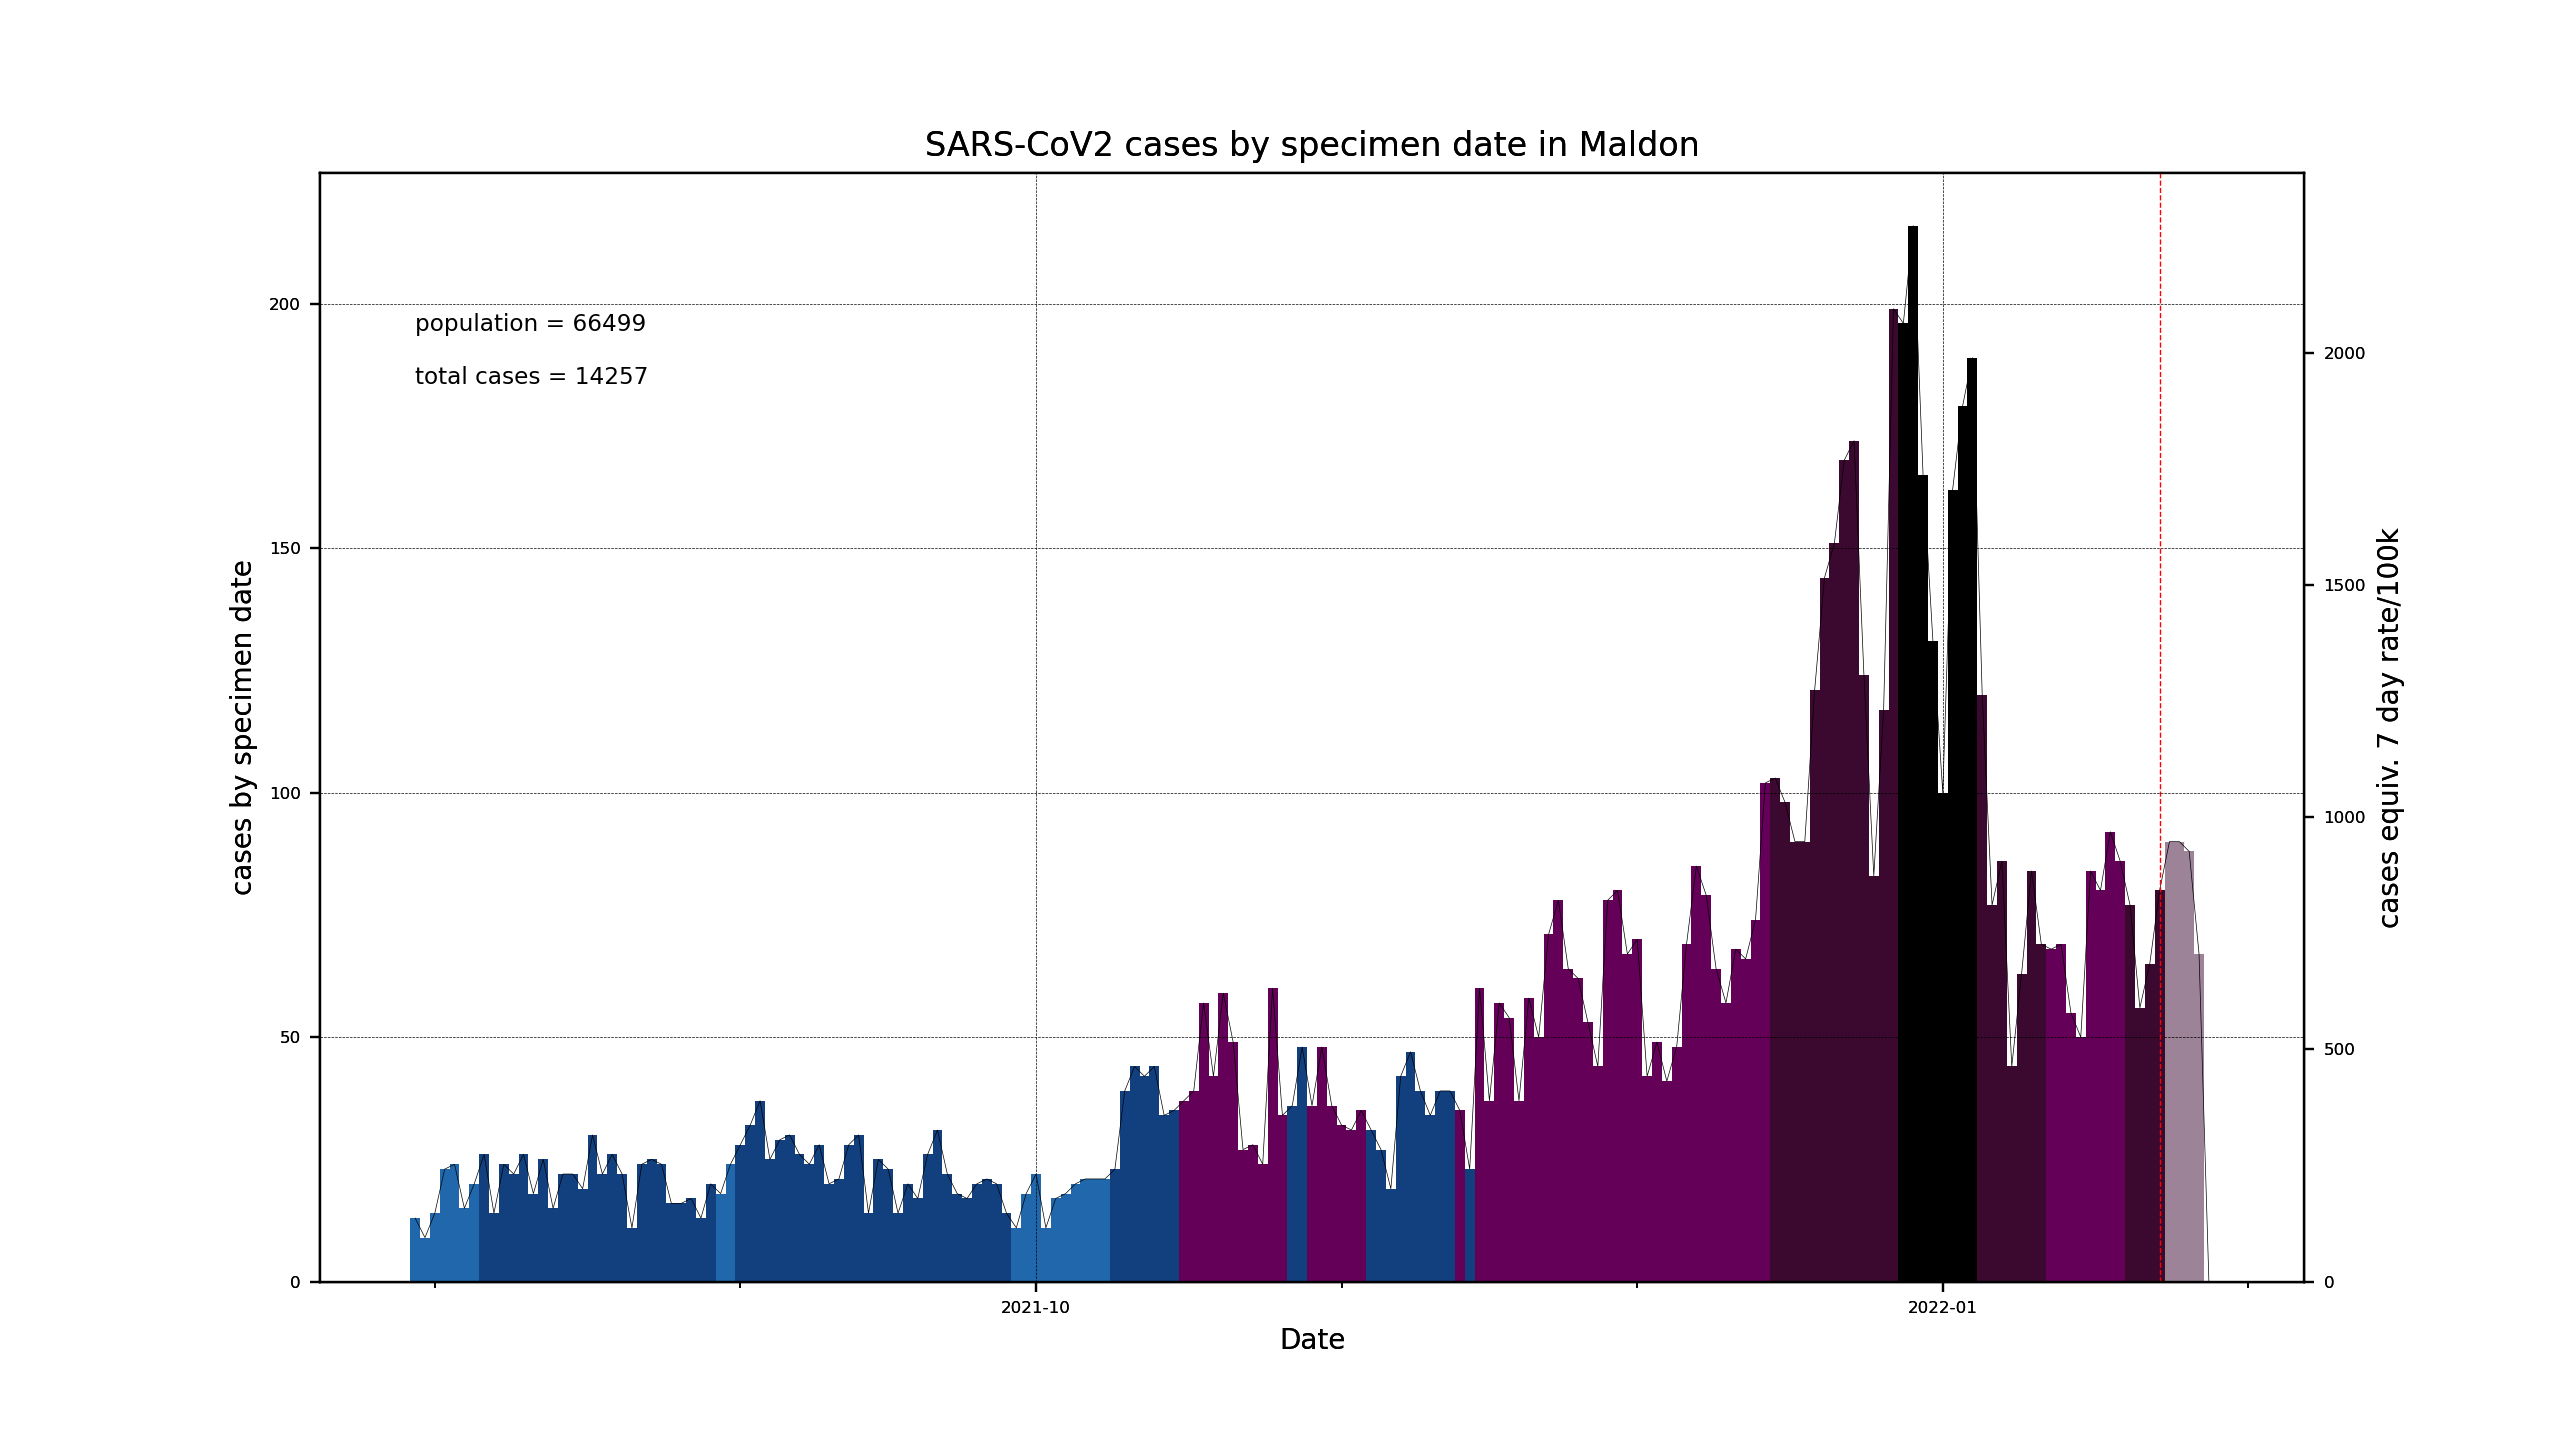 SARS-CoV2 cases by specimen date in Maldon
population = 66499
total cases = 14257
cases by specimen date
200
150
100
50
0
2000
1500
1000
500
0
cases equiv. 7 day rate/100k
2021-10
2022-01
Date